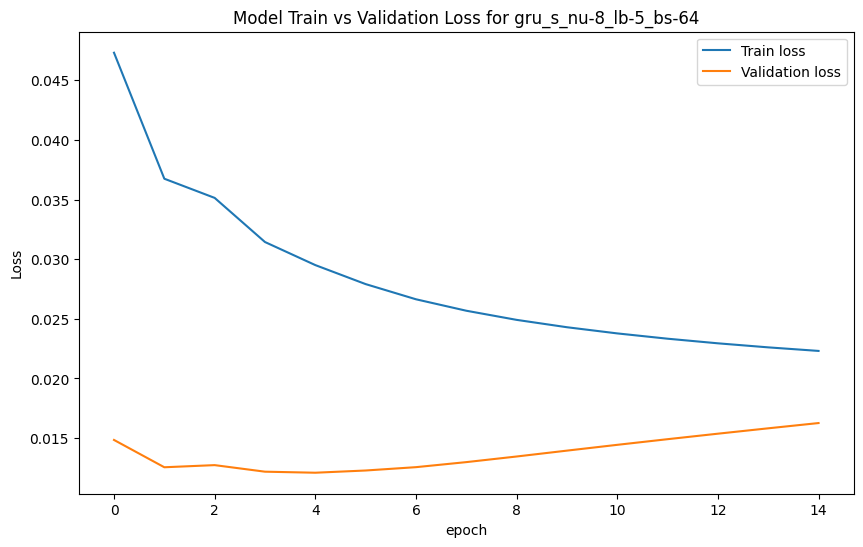 Model Train vs Validation Loss for gru_s_nu-8_lb-5_bs-64
Train loss
Validation loss
0.045
0.040
0.035
0.030
0.025
0.020
0.015
Loss
0 2 4 6 8 10 12 14
epoch